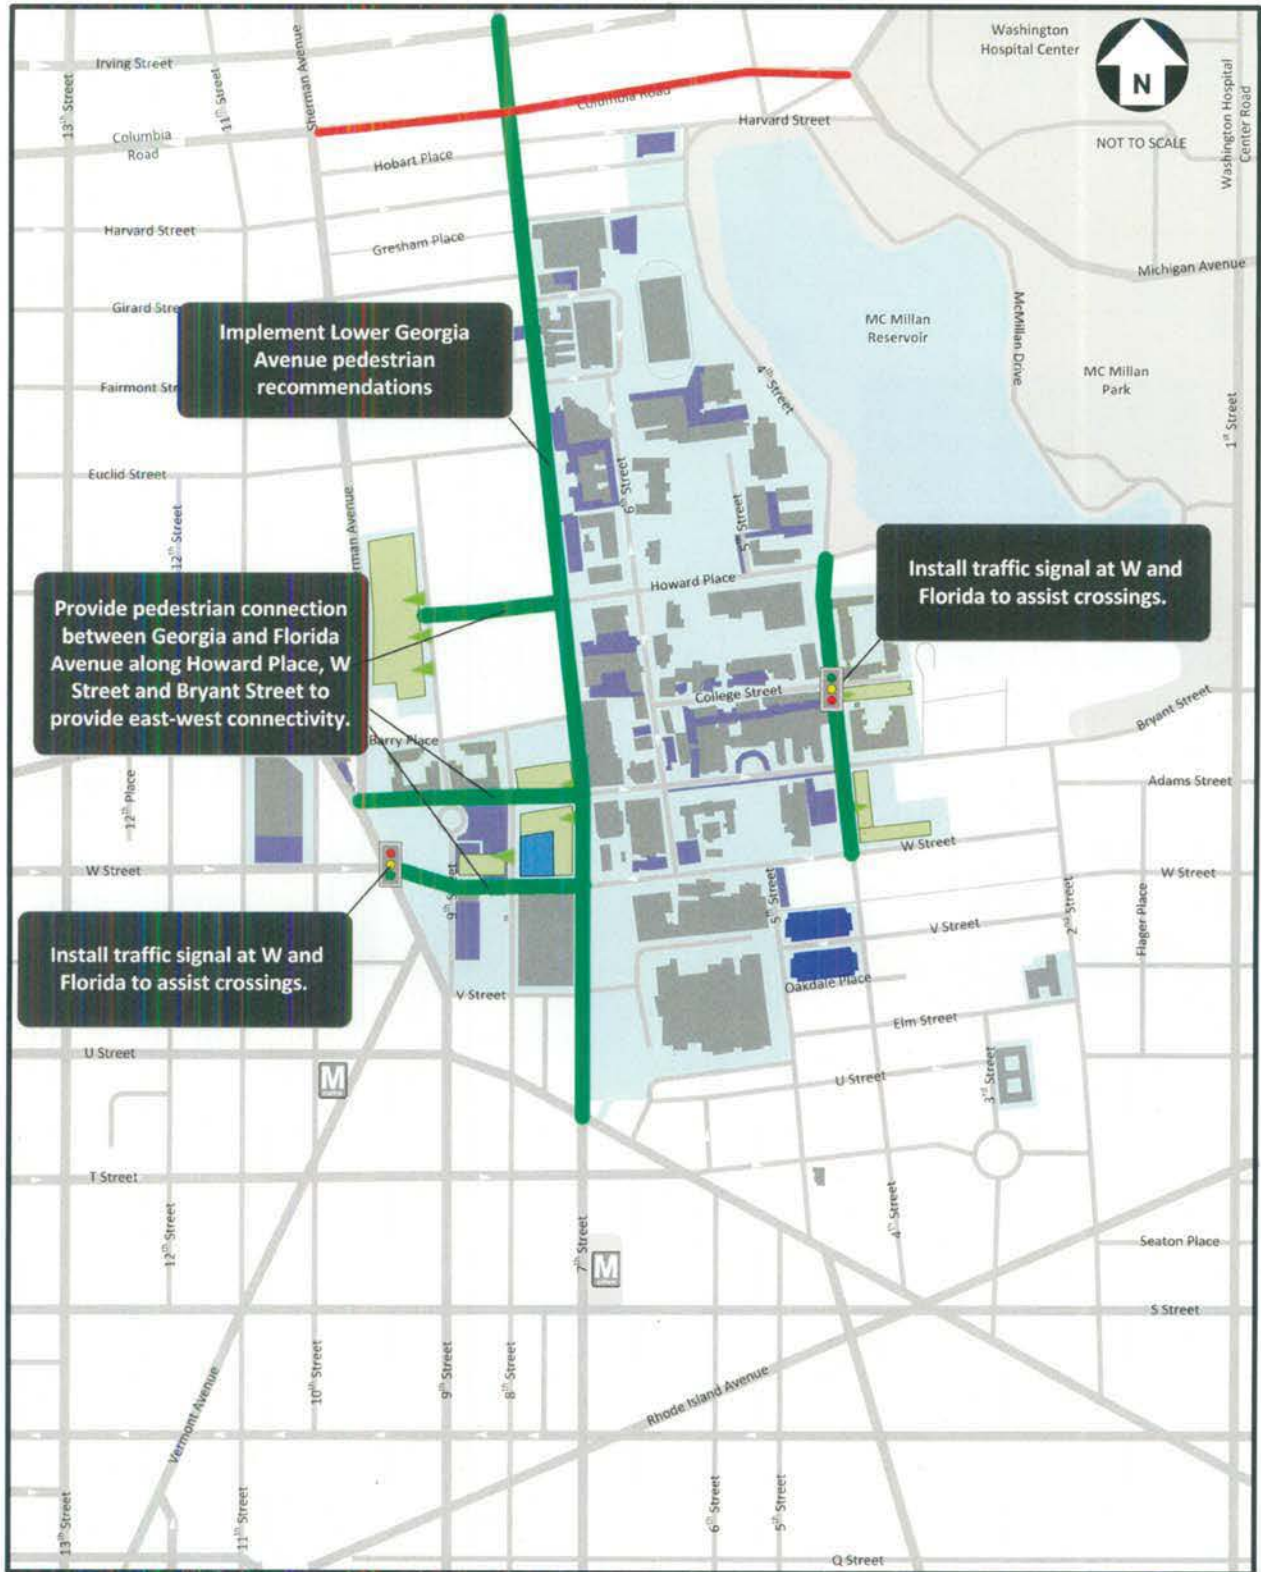 Washington
Hospital Center
N
NOT TO SCALE
Washington Hospital
Center Road
Irving Street
13th Street
11th Street
Sherman Avenue
Columbia
Road
Columbia Road
Harvard Street
Hobart Place
Harvard Street
Gresham Place
Michigan Avenue
Girard Stree
Implement Lower Georgia
Avenue pedestrian
recommendations
MC Millan
Reservoir
McMillan Drive
MC Millan
Park
4th Street
1st Street
Fairmont Str
Euclid Street
12th Street
rman Avenue
6th Street
5th Street
Howard Place
Install traffic signal at W and
Florida to assist crossings.
Provide pedestrian connection
between Georgia and Florida
Avenue along Howard Place, W
Street and Bryant Street to
provide east-west connectivity.
College Street
Bryant Street
Barry Place
12th Place
Adams Street
W Street
W Street
W Street
9th Street
5th Street
2nd Street
Flager Place
V Street
Install traffic signal at W and
Florida to assist crossings.
V Street
Oakdale Place
Elm Street
U Street
M
U Street
3rd Street
T Street
12th Street
7th Street
M
4th Street
Seaton Place
S Street
Vermont Avenue
10th Street
9th Street
8th Street
Rhode Island Avenue
13th Street
11th Street
6th Street
5th Street
Q Street